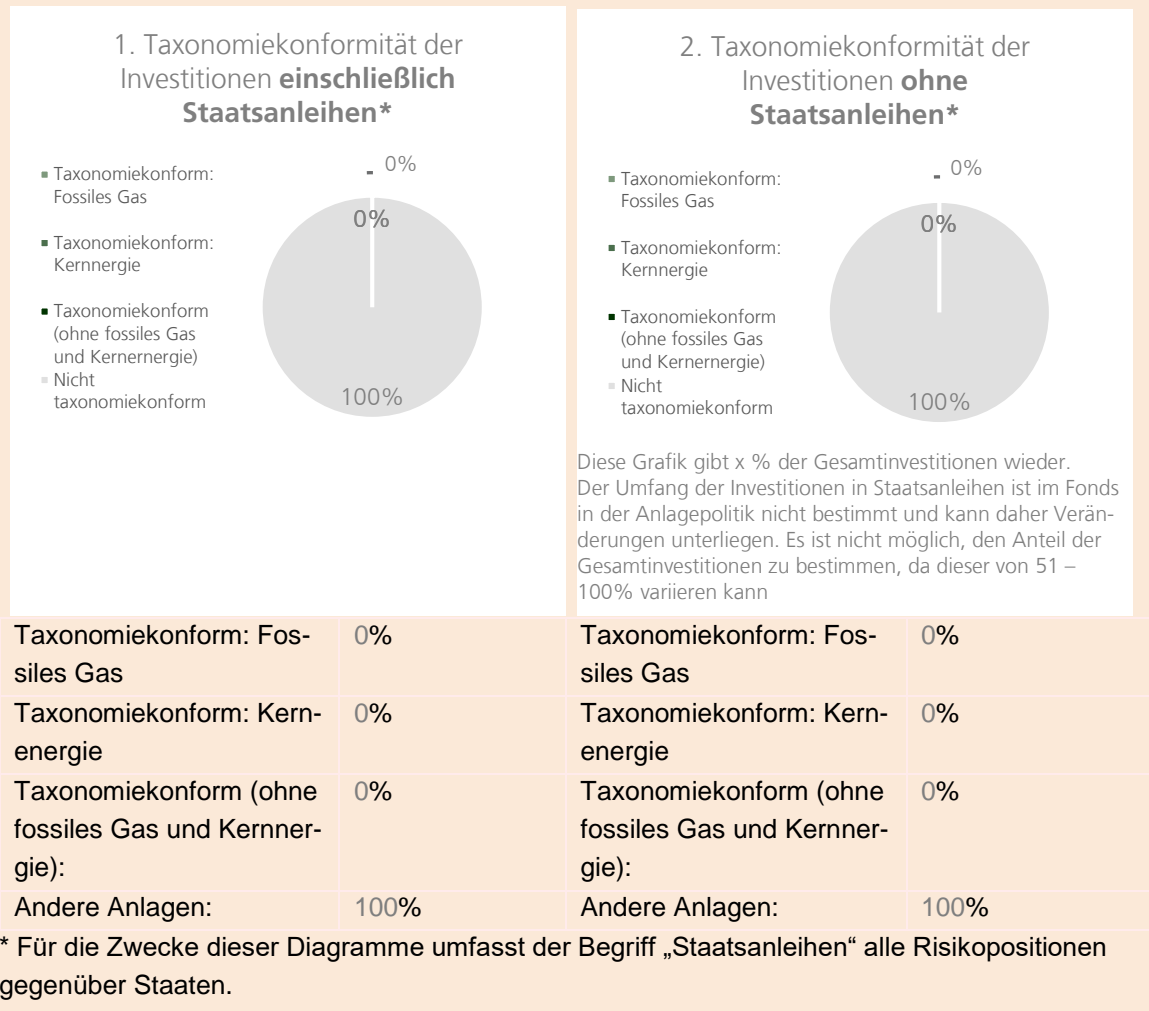 1. Taxonomiekonformität der
Investitionen einschließlich
Staatsanleihen*
Taxonomiekonform:
Fossiles Gas
Taxonomiekonform:
Kernnergie
Taxonomiekonform
(ohne fossiles Gas
und Kernernergie)
Nicht
taxonomiekonform
0%
0%
100%
2. Taxonomiekonformität der
Investitionen ohne
Staatsanleihen*
Taxonomiekonform:
Fossiles Gas
Taxonomiekonform:
Kernnergie
Taxonomiekonform
(ohne fossiles Gas
und Kernernergie)
Nicht
taxonomiekonform
0%
0%
100%
Diese Grafik gibt x % der Gesamtinvestitionen wieder.
Der Umfang der Investitionen in Staatsanleihen ist im Fonds
in der Anlagepolitik nicht bestimmt und kann daher Verän-
derungen unterliegen. Es ist nicht möglich, den Anteil der
Gesamtinvestitionen zu bestimmen, da dieser von 51 –
100% variieren kann
Taxonomiekonform: Fos- 0% Taxonomiekonform: Fos- 0%
siles Gas siles Gas
Taxonomiekonform: Kern- 0% Taxonomiekonform: Kern- 0%
energie energie
Taxonomiekonform (ohne 0% Taxonomiekonform (ohne 0%
fossiles Gas und Kernner- fossiles Gas und Kernner-
gie): gie):
Andere Anlagen: 100% Andere Anlagen: 100%
* Für die Zwecke dieser Diagramme umfasst der Begriff „Staatsanleihen“ alle Risikopositionen
gegenüber Staaten.